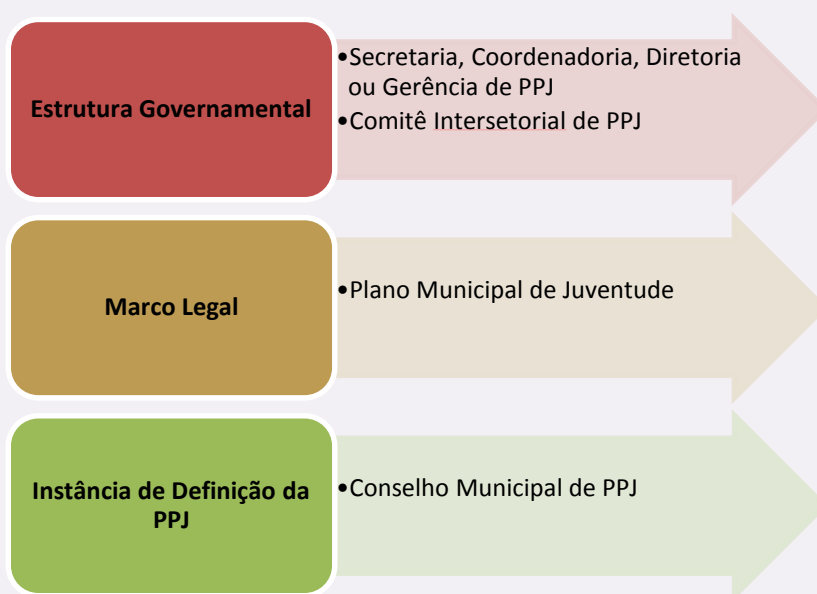 Estrutura Governamental
•Secretaria, Coordenadoria, Diretoria
ou Gerência de PPJ
•Comitê Intersetorial de PPJ
Marco Legal
•Plano Municipal de Juventude
Instância de Definição da
PPJ
•Conselho Municipal de PPJ